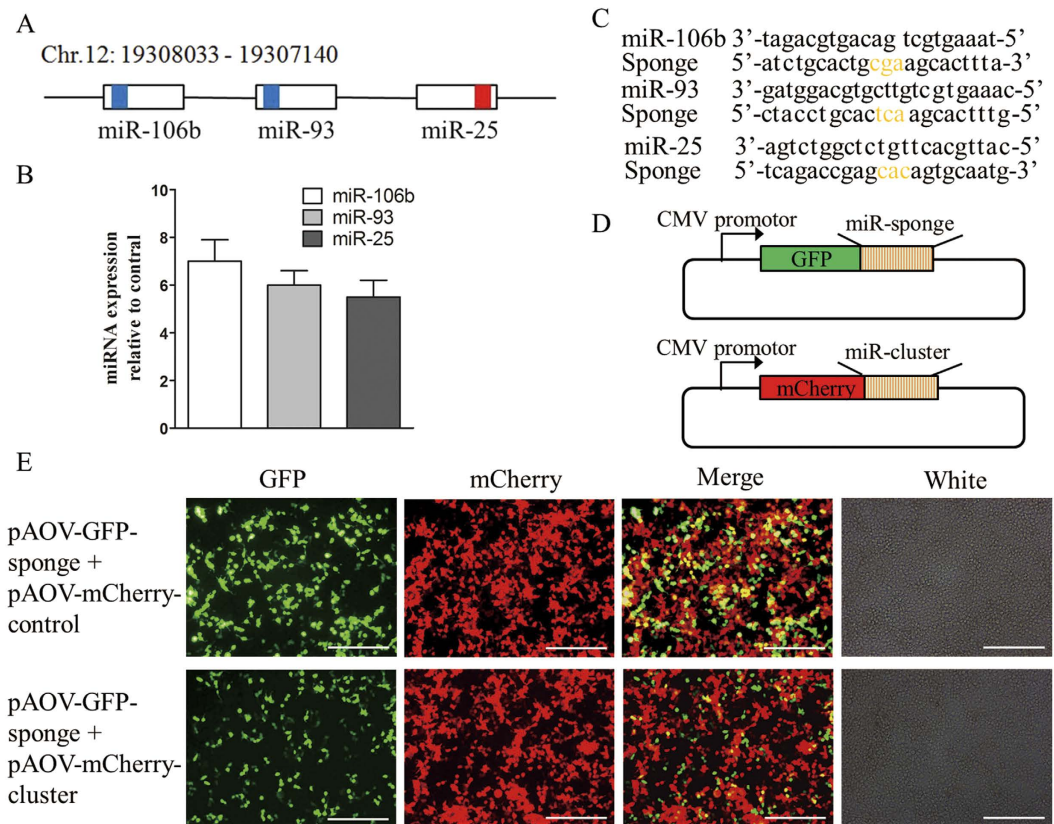 A
Chr.12: 19308033 - 19307140
miR-106b
miR-93
miR-25
B
10
8
6
4
2
0
miRNA expression
relative to contral
miR-106b
miR-93
miR-25
C
miR-106b 3’-tagacgtgacag tcgtgaaat-5’
Sponge 5’-atctgcactgcgaagcacttta-3’
miR-93 3’-gatggacgtgcttgtcgtgaaac-5’
Sponge 5’-ctacctgcactcaagcactttg-5’
miR-25 3’-agtctggctctgttcacgttac-5’
Sponge 5’-tcagaccgagcacagtgcaatg-3’
D
CMV promotor
miR-sponge
GFP
CMV promotor
miR-cluster
mCherry
E
GFP
mCherry
Merge
White
pAOV-GFP-
sponge +
pAOV-mCherry-
control
pAOV-GFP-
sponge +
pAOV-mCherry-
cluster